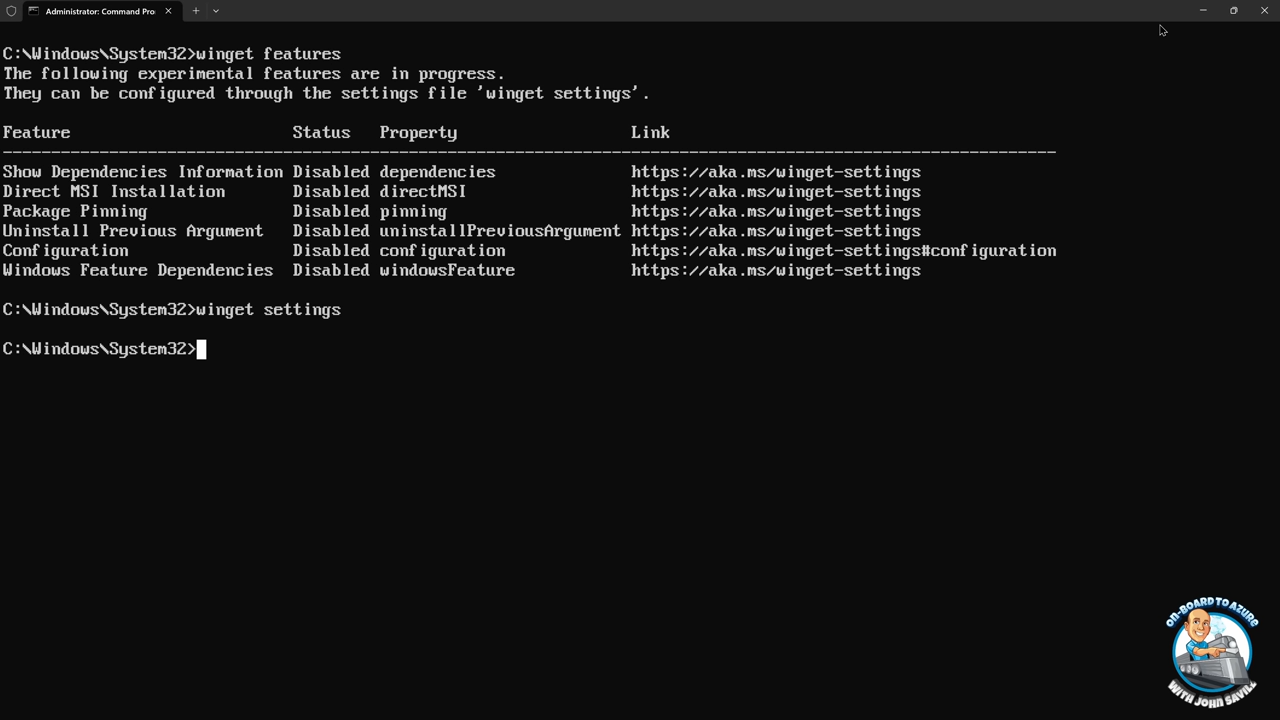 Administrator: Command Pro
C:\Windows\System32>winget features
The following experimental features are in progress.
They can be configured through the settings file 'winget settings'.
Feature Status Property Link
Show Dependencies Information Disabled dependencies https://aka.ms/winget-settings
Direct MSI Installation Disabled directMSI https://aka.ms/winget-settings
Package Pinning Disabled pinning https://aka.ms/winget-settings
Uninstall Previous Argument Disabled uninstallPreviousArgument https://aka.ms/winget-settings
Configuration Disabled configuration https://aka.ms/winget-settings#configuration
Windows Feature Dependencies Disabled windowsFeature https://aka.ms/winget-settings
C:\Windows\System32>winget settings
C:\Windows\System32>
ON-BOARD TO AZURE
WITH JOHN SAVILL